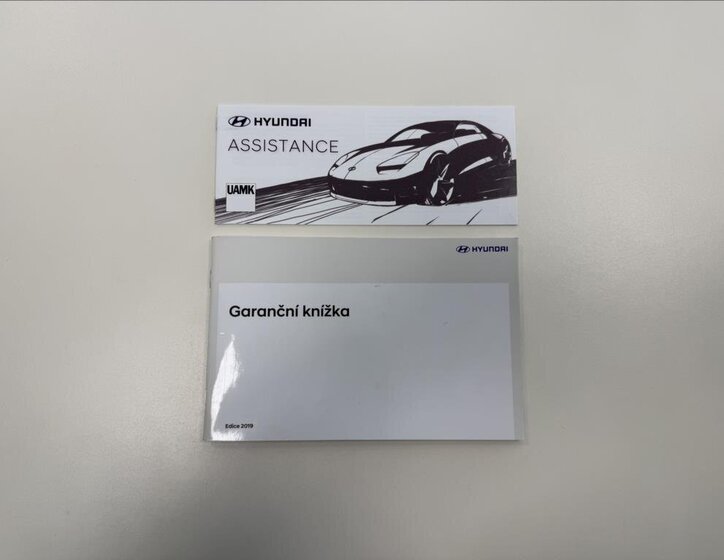 HYUNDAI
ASSISTANCE
UAMK
HYUNDAI
Garanční knížka
Edice 2019